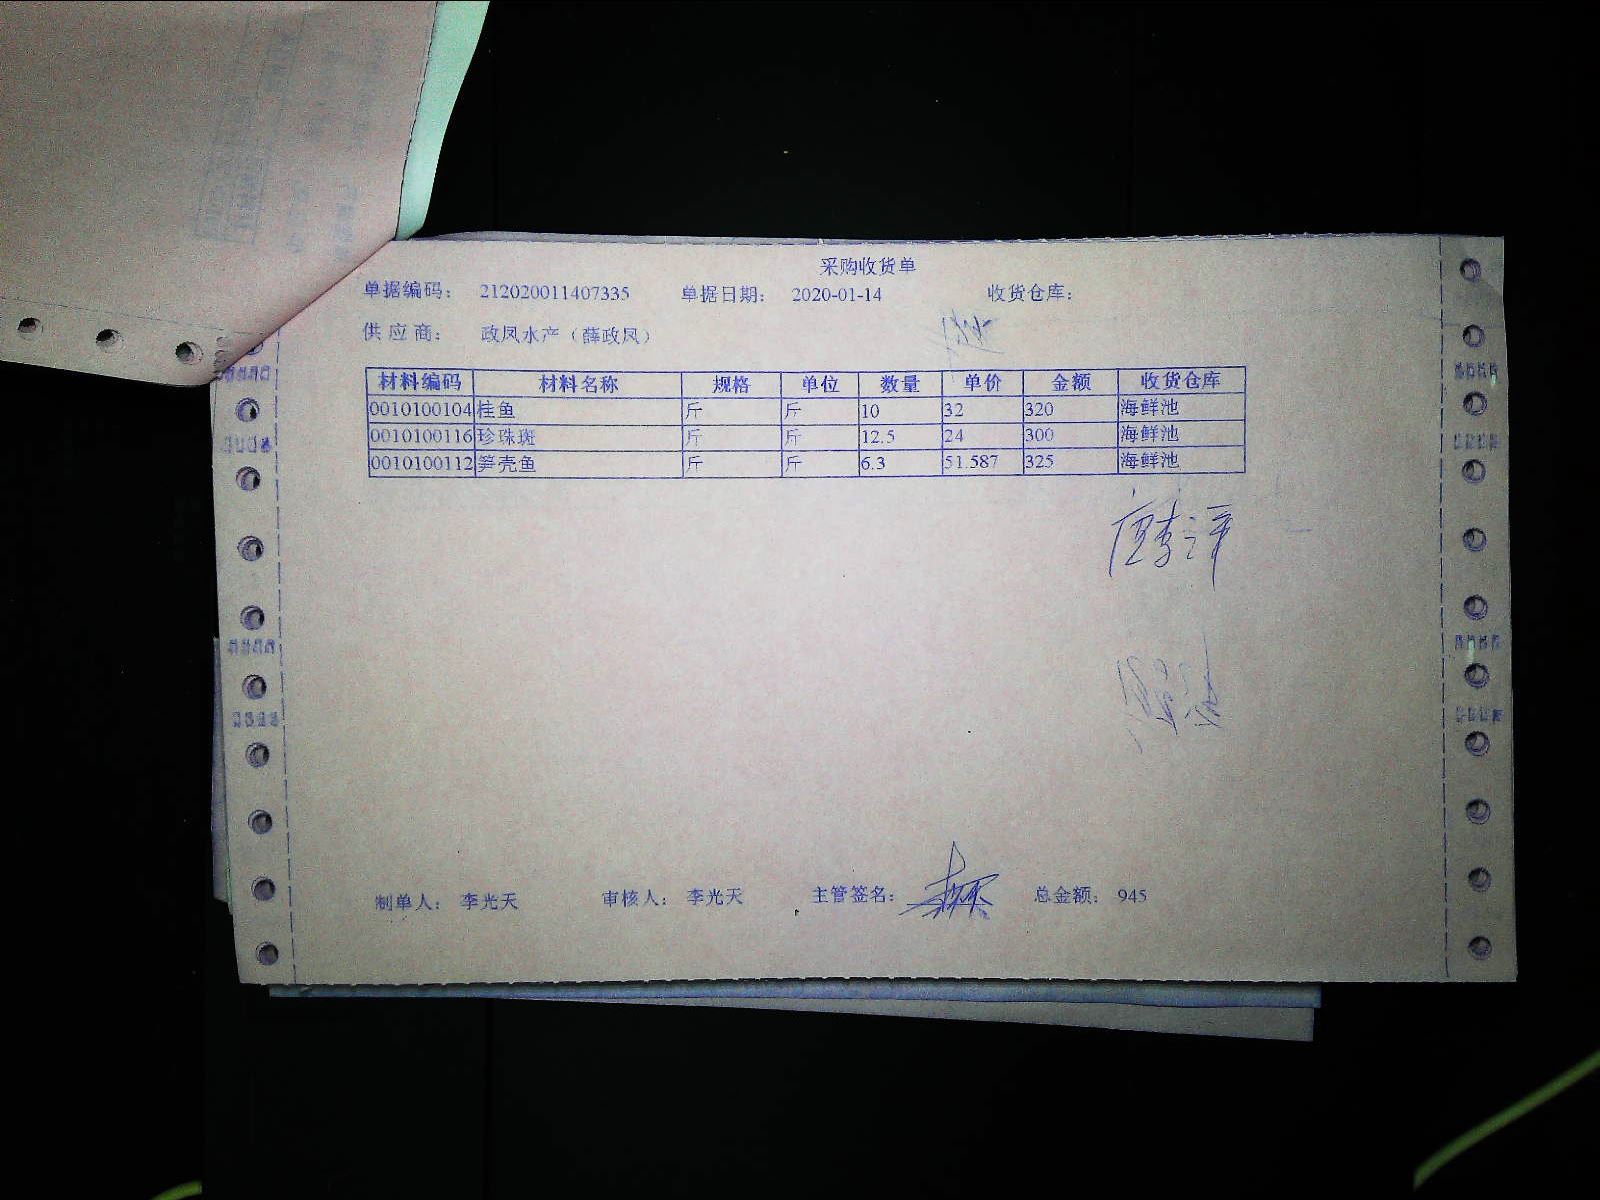 采购收货单
单据编码： 212020011407335 单据日期： 2020-01-14 收货仓库：
供应商： 政凤水产（薛政凤）
材料编码 材料名称 规格 单位 数量 单价 金额 收货仓库
0010100104 桂鱼 斤 斤 10 32 320 海鲜池
0010100116 珍珠斑 斤 斤 12.5 24 300 海鲜池
0010100112 笋壳鱼 斤 斤 6.3 51.587 325 海鲜池
制单人： 李光天 审核人： 李光天 主管签名： 总金额： 945